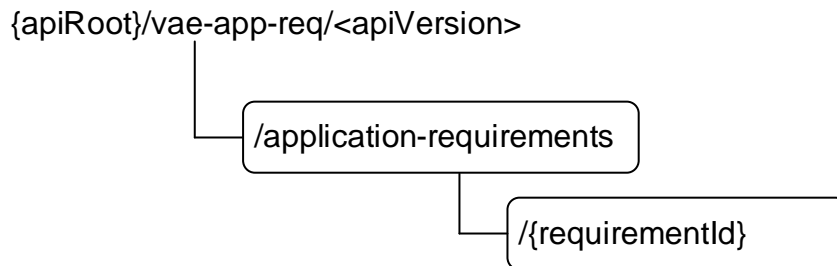 {apiRoot}/vae-app-req/<apiVersion>
/application-requirements
/{requirementId}